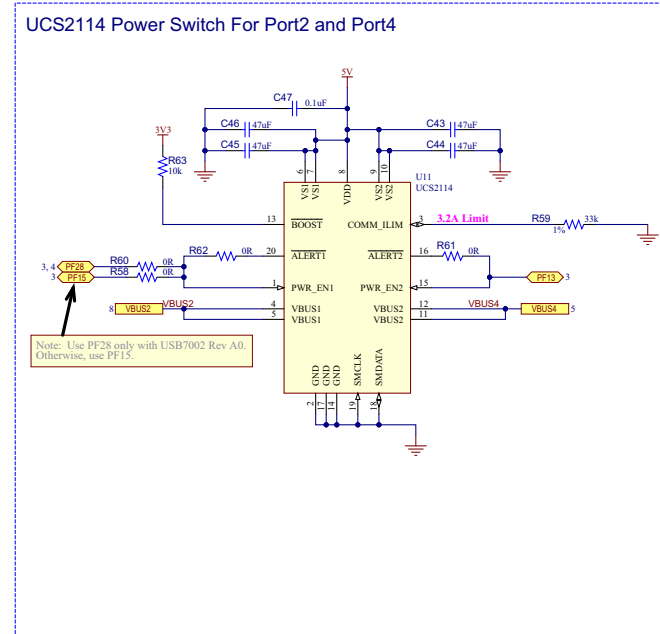 UCS2114 Power Switch For Port2 and Port4
5V
C47
0.1uF
C46
47uF
C43
47uF
3V3
C45
47uF
C44
47uF
R63
10k
6
7
8
9
10
VS1
VS1
VDD
VS2
VS2
U11
UCS2114
13
BOOST
COMM_ILIM
3
3.2A Limit
R59
33k
1%
R62
0R
20
ALERT1
ALERT2
16
R61
0R
3, 4
PF28
R60
0R
3
PF15
R58
0R
1
PWR_EN1
PWR_EN2
15
PF13
3
8
VBUS2
VBUS2
4
VBUS1
VBUS2
12
VBUS4
VBUS4
5
5
VBUS1
VBUS2
11
Note: Use PF28 only with USB7002 Rev A0.
Otherwise, use PF15.
GND
GND
GND
SMCLK
SMDATA
2
17
14
19
18